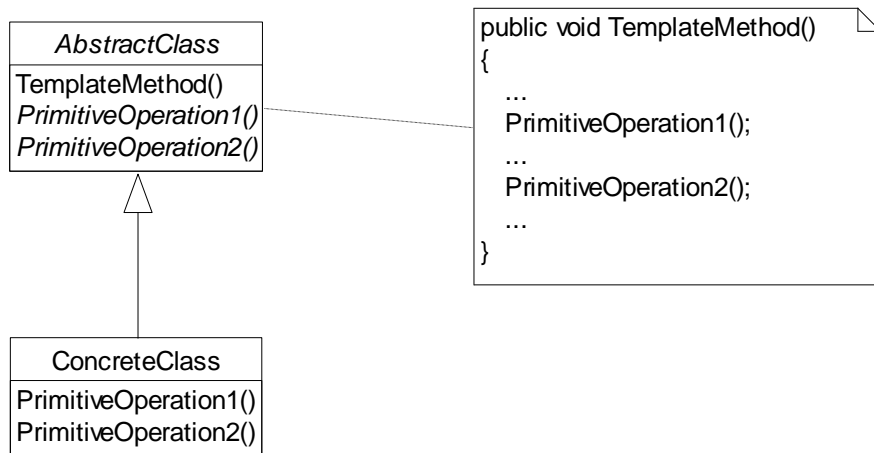 AbstractClass
TemplateMethod()
PrimitiveOperation1()
PrimitiveOperation2()
public void TemplateMethod()
{
...
PrimitiveOperation1();
...
PrimitiveOperation2();
...
}
ConcreteClass
PrimitiveOperation1()
PrimitiveOperation2()